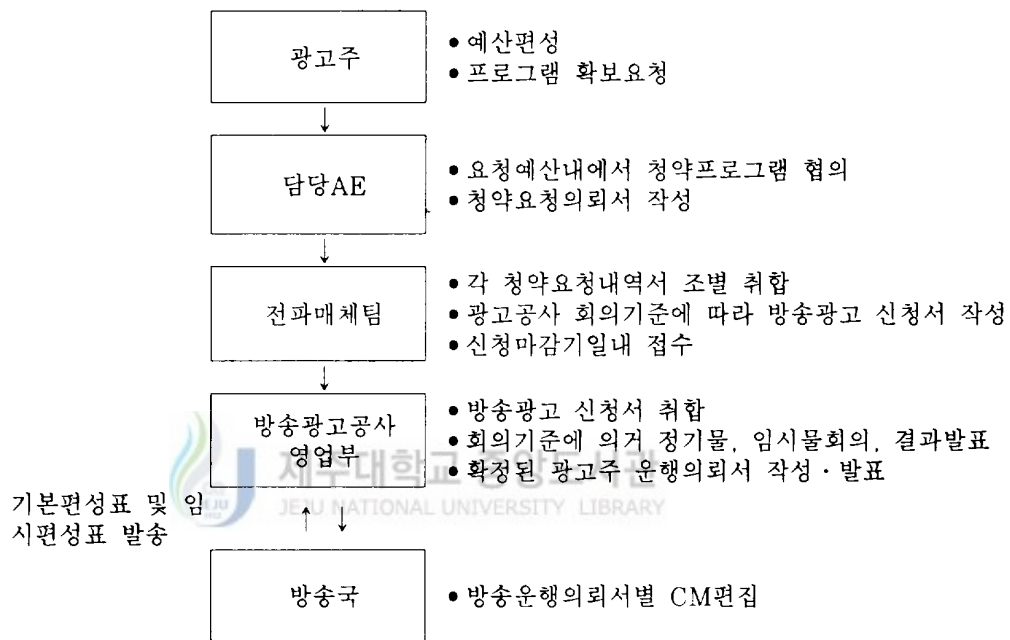 광고주
• 예산편성
• 프로그램 확보요청
담당AE
• 요청예산내에서 청약프로그램 협의
• 청약요청의뢰서 작성
전파매체팀
• 각 청약요청내역서 조별 취합
• 광고공사 회의기준에 따라 방송광고 신청서 작성
• 신청마감기일내 접수
방송광고공사
영업부
• 방송광고 신청서 취합
• 회의기준에 의거 정기물, 임시물회의, 결과발표
• 확정된 광고주 운행의뢰서 작성·발표
제주대학교 중앙도서관
JEJU NATIONAL UNIVERSITY LIBRARY
기본편성표 및 임
시편성표 발송
방송국
• 방송운행의뢰서별 CM편집